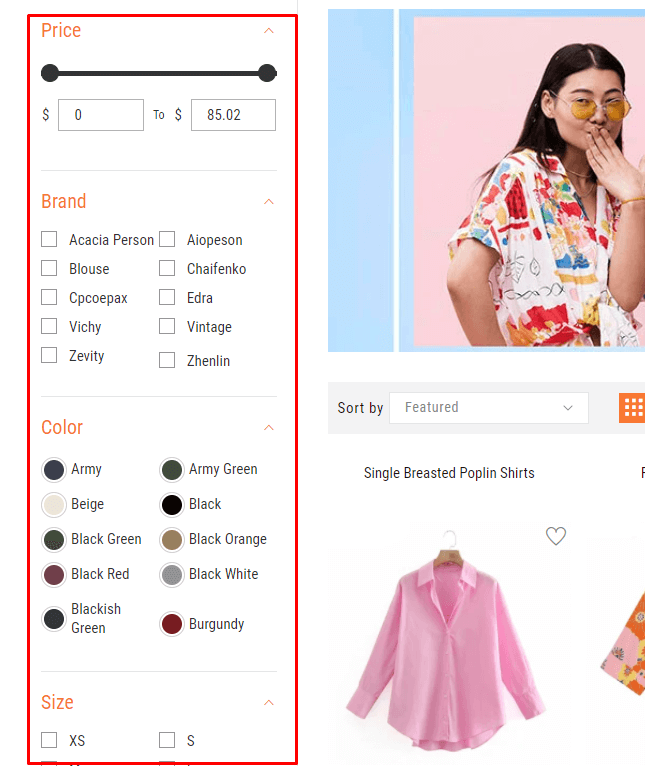 Price
$ 0 To $ 85.02
Brand
Acacia Person Aiopeson
Blouse Chaifenko
Cpcoepax Edra
Vichy Vintage
Zevity Zhenlin
Color
Army Army Green
Beige Black
Black Green Black Orange
Black Red Black White
Blackish
Green Burgundy
Size
XS S
Sort by Featured
Single Breasted Poplin Shirts